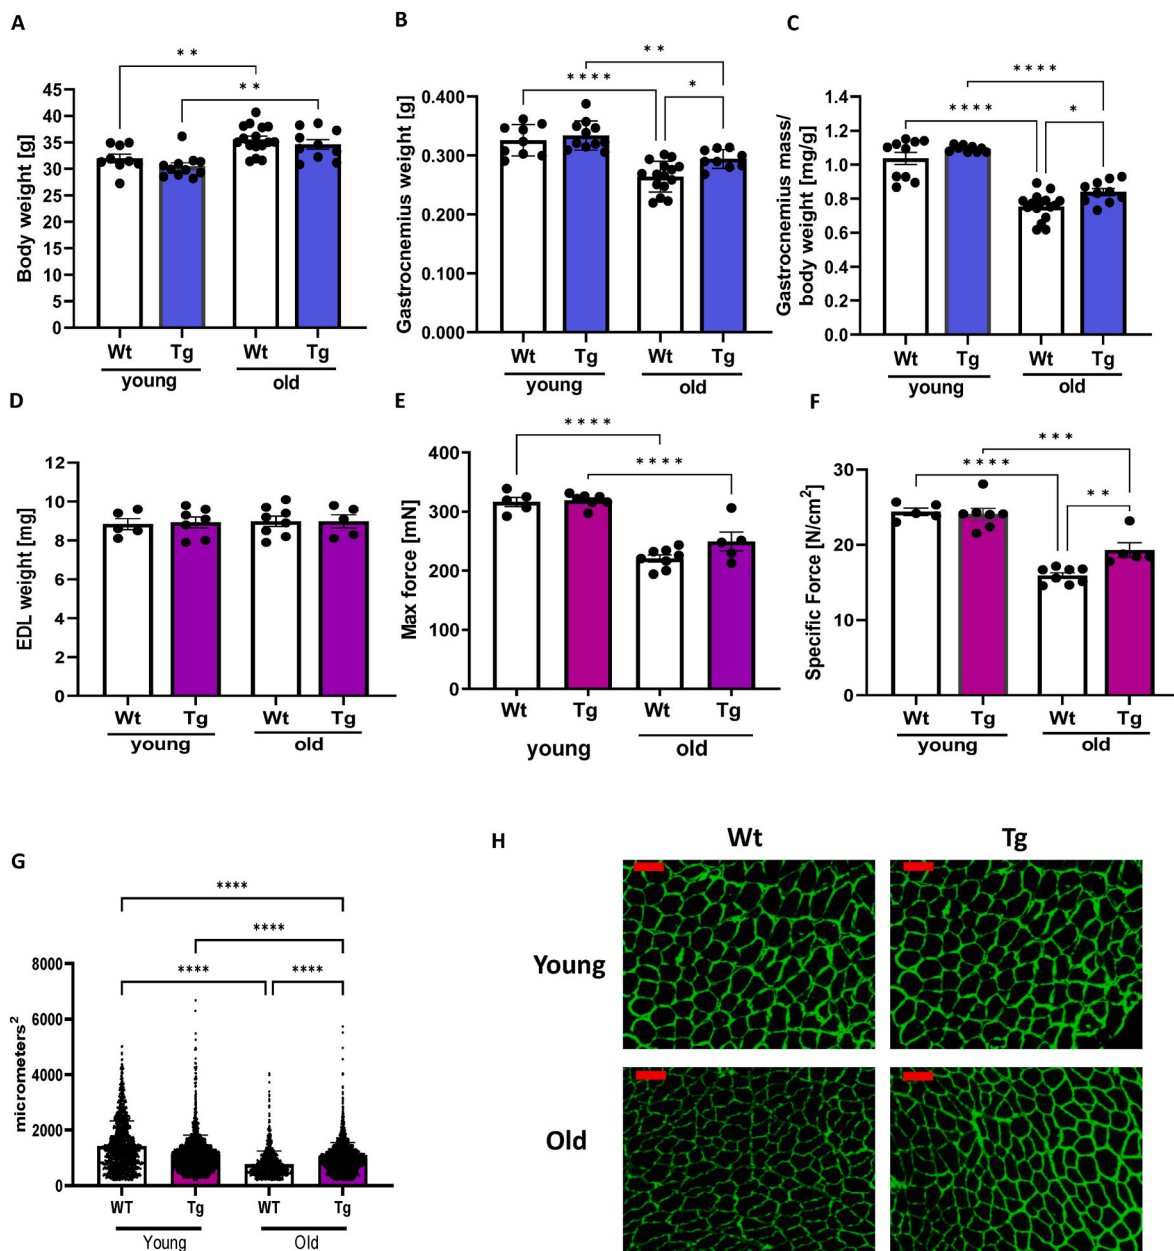 A
Body weight [g]
** 
**
45
40
35
30
25
20
15
10
5
0
Wt Tg Wt Tg
young old
B
Gastrocnemius weight [g]
**
****
*
0.400
0.300
0.200
0.100
0.000
Wt Tg Wt Tg
young old
C
Gastrocnemius mass/
body weight [mg/g]
****
****
*
1.4
1.2
1.0
0.8
0.6
0.4
0.2
0.0
Wt Tg Wt Tg
young old
D
EDL weight [mg]
12
10
8
6
4
2
0
Wt Tg Wt Tg
young old
E
Max force [mN]
****
****
400
300
200
100
0
Wt Tg Wt Tg
young old
F
Specific Force [N/cm²]
***
****
**
30
20
10
0
Wt Tg Wt Tg
young old
G
micrometers²
****
****
**** ****
8000
6000
4000
2000
0
WT Tg WT Tg
Young Old
H
Wt Tg
Young
Old